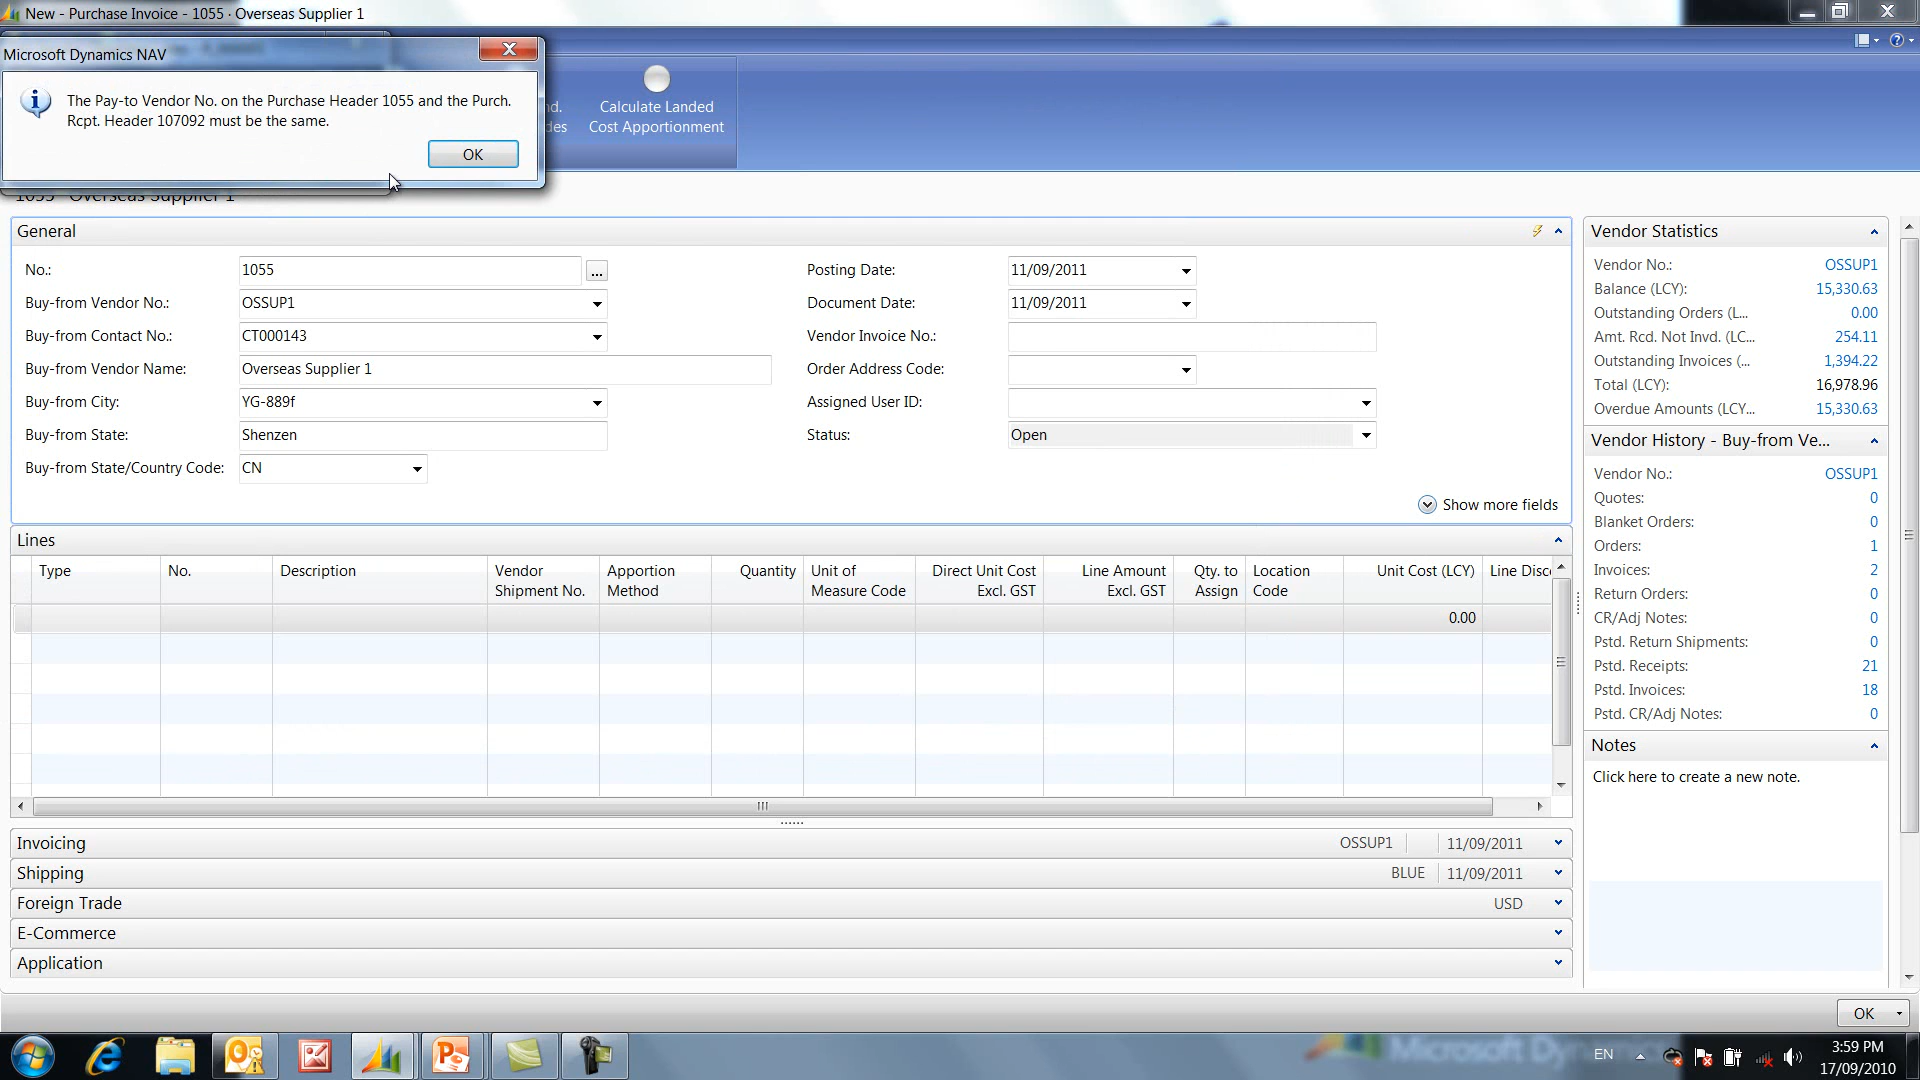 New - Purchase Invoice - 1055 · Overseas Supplier 1
Microsoft Dynamics NAV
The Pay-to Vendor No. on the Purchase Header 1055 and the Purch.
Rcpt. Header 107092 must be the same.
OK
Calculate Landed
Cost Apportionment
1055 · Overseas Supplier 1
General
No.: 1055 ...
Buy-from Vendor No.: OSSUP1
Buy-from Contact No.: CT000143
Buy-from Vendor Name: Overseas Supplier 1
Buy-from City: YG-889f
Buy-from State: Shenzen
Buy-from State/Country Code: CN
Posting Date: 11/09/2011
Document Date: 11/09/2011
Vendor Invoice No.:
Order Address Code:
Assigned User ID:
Status: Open
Show more fields
Lines
Type No. Description Vendor Shipment No. Apportion Method Quantity Unit of Measure Code Direct Unit Cost Excl. GST Line Amount Excl. GST Qty. to Assign Location Code Unit Cost (LCY) Line Disc
0.00
Invoicing OSSUP1 11/09/2011
Shipping BLUE 11/09/2011
Foreign Trade USD
E-Commerce
Application
Vendor Statistics
Vendor No.: OSSUP1
Balance (LCY): 15,330.63
Outstanding Orders (L... 0.00
Amt. Rcd. Not Invd. (LC... 254.11
Outstanding Invoices (... 1,394.22
Total (LCY): 16,978.96
Overdue Amounts (LCY... 15,330.63
Vendor History - Buy-from Ve...
Vendor No.: OSSUP1
Quotes: 0
Blanket Orders: 0
Orders: 1
Invoices: 2
Return Orders: 0
CR/Adj Notes: 0
Pstd. Return Shipments: 0
Pstd. Receipts: 21
Pstd. Invoices: 18
Pstd. CR/Adj Notes: 0
Notes
Click here to create a new note.
OK
Microsoft Dyn
EN
3:59 PM
17/09/2010